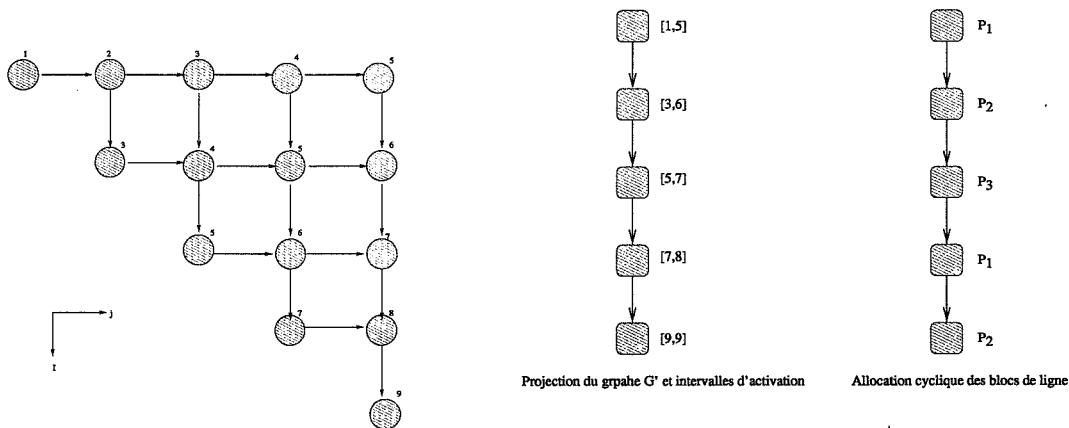 1 2 3 4 5
3 4 5 6
5 6 7
7 8
9
j
I
[1,5]
[3,6]
[5,7]
[7,8]
[9,9]
Projection du grpahe G' et intervalles d'activation
P1
P2
P3
P1
P2
Allocation cyclique des blocs de ligne